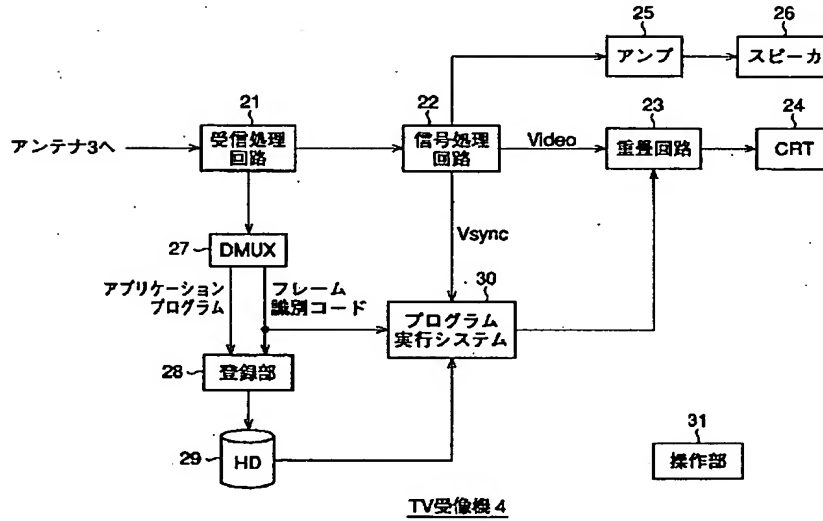 25
26
アンプ
スピーカ
21
22
23
24
アンテナ3へ
受信処理
回路
信号処理
回路
Video
重畳回路
CRT
Vsync
27
DMUX
アプリケーション
プログラム
フレーム
識別コード
30
プログラム
実行システム
28
登録部
29
HD
31
操作部
TV受像機4